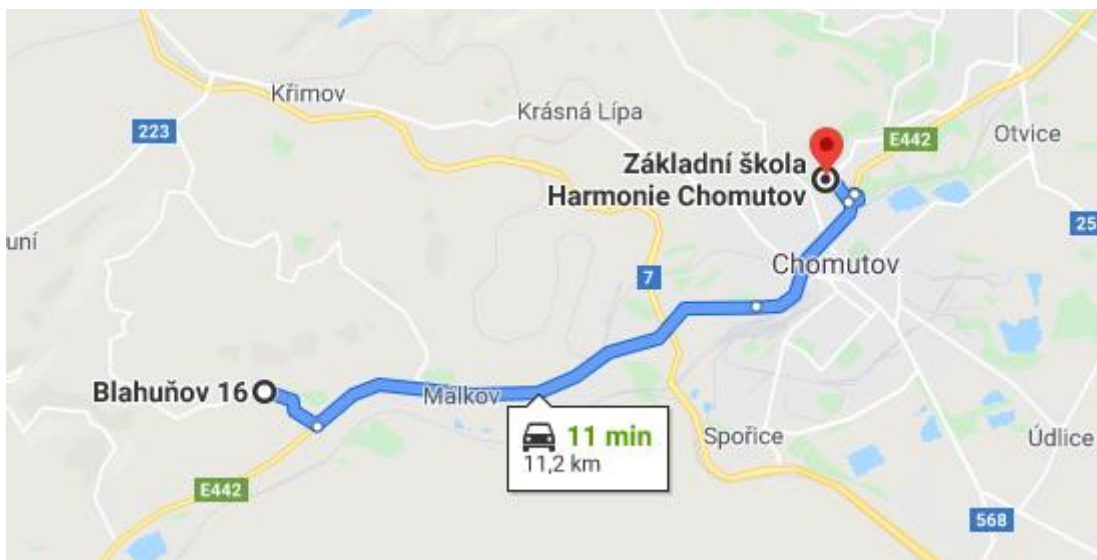 Křimov
223
Krásná Lípa
E442
Otvice
Základní škola
Harmonie Chomutov
25
uní
7
Chomutov
Blahuňov 16
Málkov
11 min
11,2 km
Spořice
Údlice
E442
568